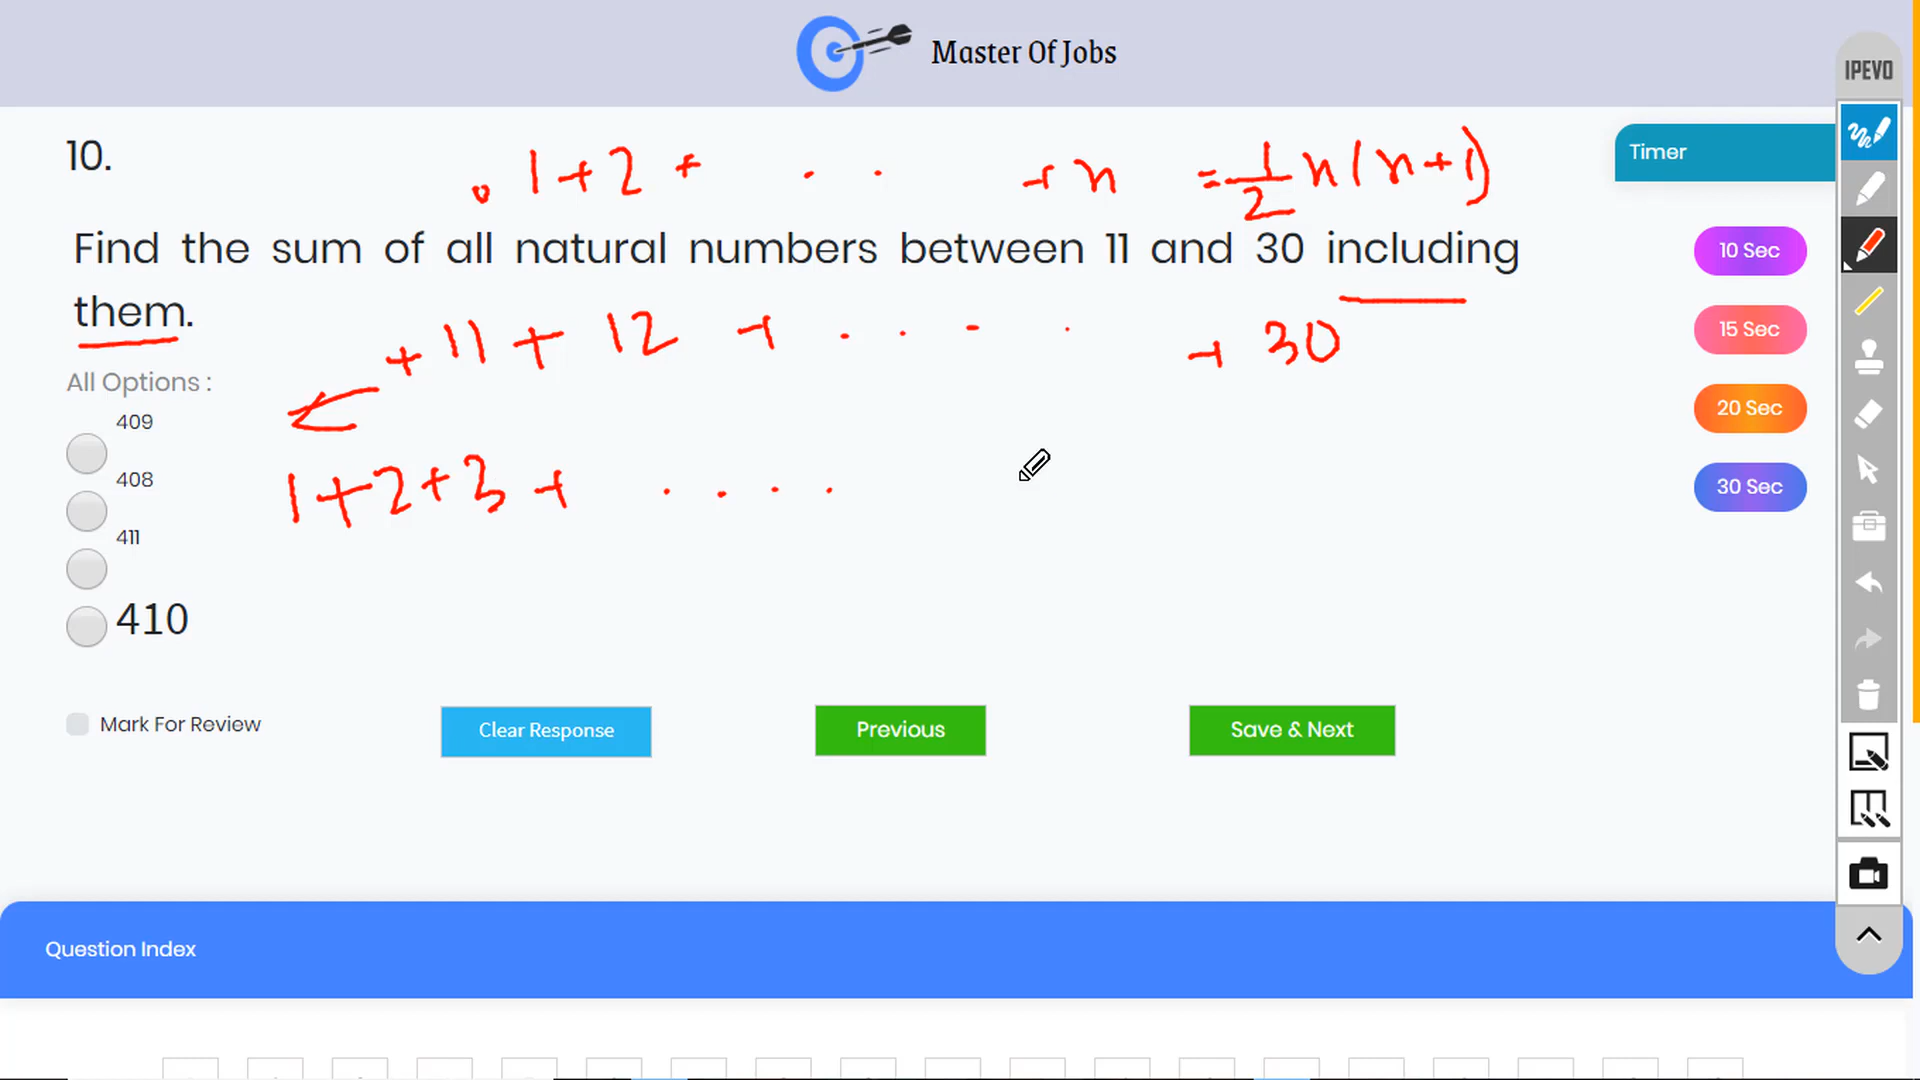 Master Of Jobs
IPEVO
10.
1+2+ . . +n =1/2 n(n+1)
Timer
Find the sum of all natural numbers between 11 and 30 including
them.
10 Sec
+11 + 12 + . . . . + 30
15 Sec
All Options :
409
20 Sec
408
1+2+3+ . . . .
30 Sec
411
410
Mark For Review
Clear Response
Previous
Save & Next
Question Index